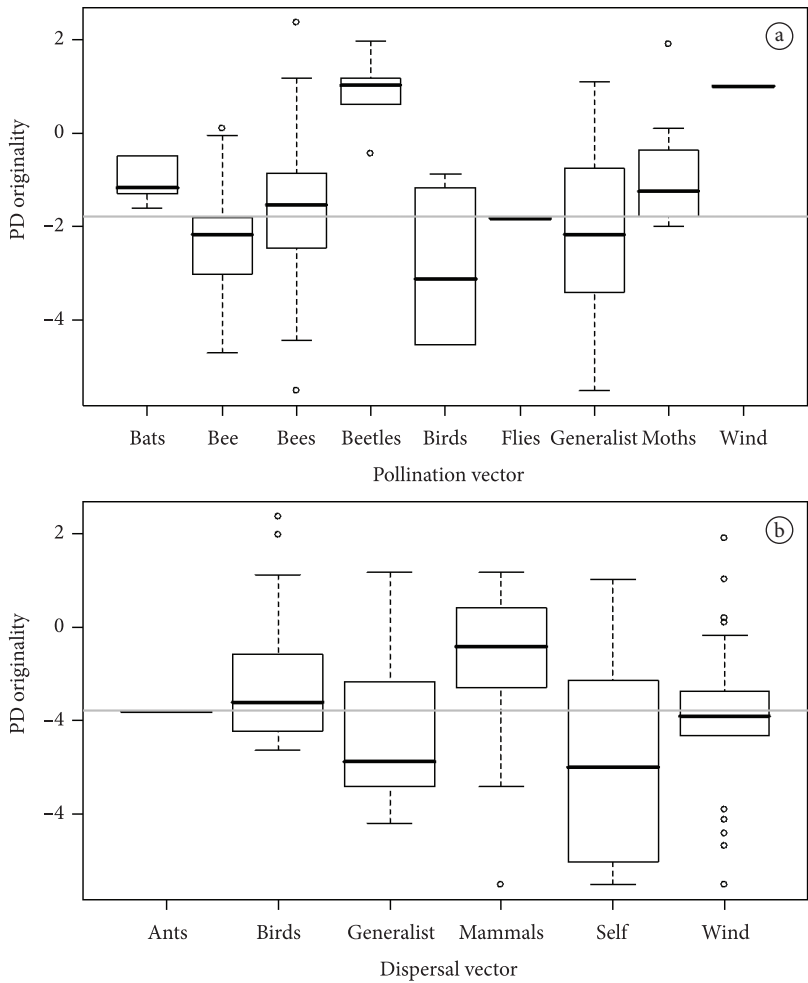 a
2
0
−2
−4
PD originality
Bats Bee Bees Beetles Birds Flies Generalist Moths Wind
Pollination vector
b
2
0
−4
−4
PD originality
Ants Birds Generalist Mammals Self Wind
Dispersal vector